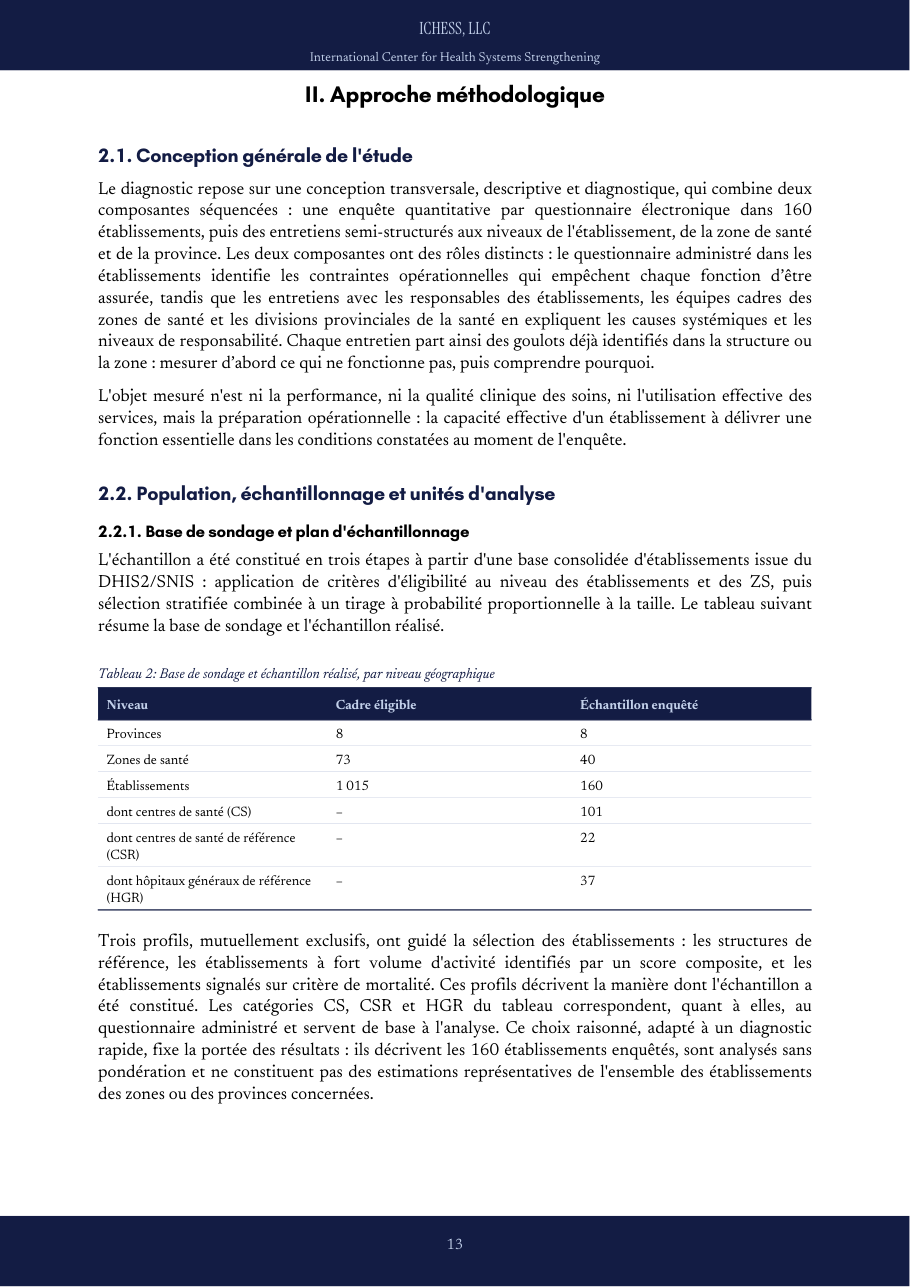 ICHESS, LLC
International Center for Health Systems Strengthening
II. Approche méthodologique
2.1. Conception générale de l'étude
Le diagnostic repose sur une conception transversale, descriptive et diagnostique, qui combine deux
composantes séquencées : une enquête quantitative par questionnaire électronique dans 160
établissements, puis des entretiens semi-structurés aux niveaux de l'établissement, de la zone de santé
et de la province. Les deux composantes ont des rôles distincts : le questionnaire administré dans les
établissements identifie les contraintes opérationnelles qui empêchent chaque fonction d’être
assurée, tandis que les entretiens avec les responsables des établissements, les équipes cadres des
zones de santé et les divisions provinciales de la santé en expliquent les causes systémiques et les
niveaux de responsabilité. Chaque entretien part ainsi des goulots déjà identifiés dans la structure ou
la zone : mesurer d’abord ce qui ne fonctionne pas, puis comprendre pourquoi.
L'objet mesuré n'est ni la performance, ni la qualité clinique des soins, ni l'utilisation effective des
services, mais la préparation opérationnelle : la capacité effective d'un établissement à délivrer une
fonction essentielle dans les conditions constatées au moment de l'enquête.
2.2. Population, échantillonnage et unités d'analyse
2.2.1. Base de sondage et plan d'échantillonnage
L'échantillon a été constitué en trois étapes à partir d'une base consolidée d'établissements issue du
DHIS2/SNIS : application de critères d'éligibilité au niveau des établissements et des ZS, puis
sélection stratifiée combinée à un tirage à probabilité proportionnelle à la taille. Le tableau suivant
résume la base de sondage et l'échantillon réalisé.
Tableau 2: Base de sondage et échantillon réalisé, par niveau géographique
Niveau Cadre éligible Échantillon enquêté
Provinces 8 8
Zones de santé 73 40
Établissements 1 015 160
dont centres de santé (CS) – 101
dont centres de santé de référence – 22
(CSR)
dont hôpitaux généraux de référence – 37
(HGR)
Trois profils, mutuellement exclusifs, ont guidé la sélection des établissements : les structures de
référence, les établissements à fort volume d'activité identifiés par un score composite, et les
établissements signalés sur critère de mortalité. Ces profils décrivent la manière dont l'échantillon a
été constitué. Les catégories CS, CSR et HGR du tableau correspondent, quant à elles, au
questionnaire administré et servent de base à l'analyse. Ce choix raisonné, adapté à un diagnostic
rapide, fixe la portée des résultats : ils décrivent les 160 établissements enquêtés, sont analysés sans
pondération et ne constituent pas des estimations représentatives de l'ensemble des établissements
des zones ou des provinces concernées.
13